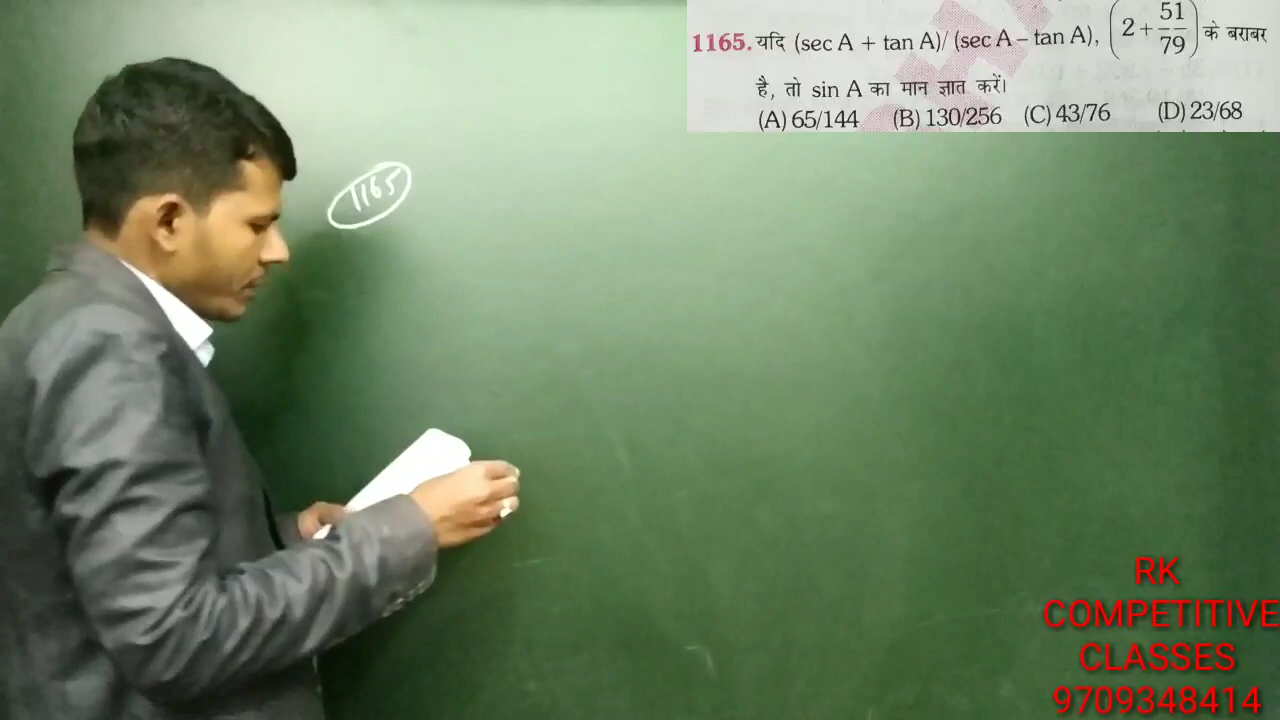 1165. यदि (sec A + tan A)/ (sec A – tan A), (2 + 51/79) के बराबर
है, तो sin A का मान ज्ञात करें।
(A) 65/144 (B) 130/256 (C) 43/76 (D) 23/68
1165
RK
COMPETITIVE
CLASSES
9709348414